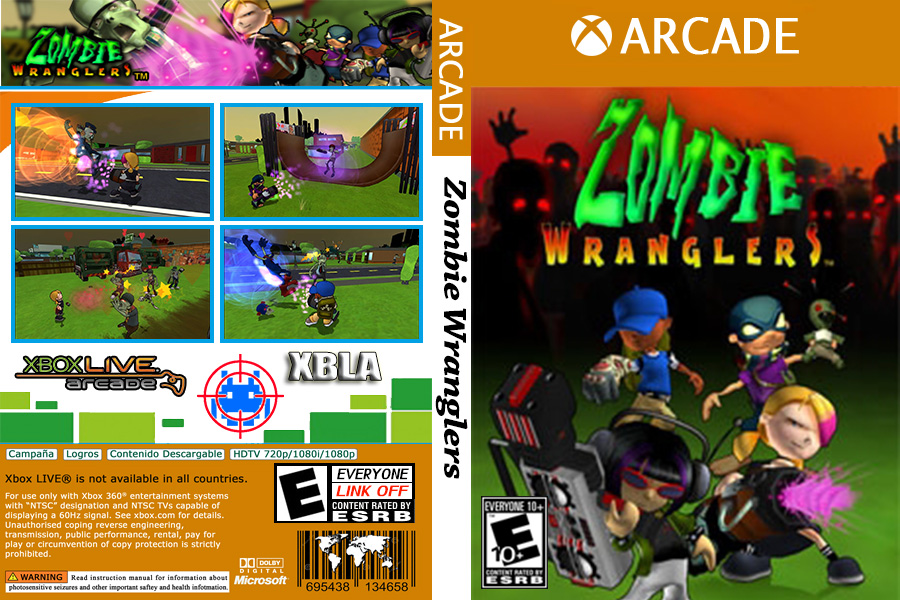 ZOMBIE
WRANGLERS™
XBOX LIVE
arcade
XBLA
Campaña Logros Contenido Descargable HDTV 720p/1080i/1080p
Xbox LIVE® is not available in all countries.
For use only with Xbox 360® entertainment systems
with "NTSC" designation and NTSC TVs capable of
displaying a 60Hz signal. See xbox.com for details.
Unauthorised coping reverse engineering,
transmission, public performance, rental, pay for
play or circumvention of copy protection is strictly
prohibited.
WARNING Read instruction manual for information about
photosensitive seizures and other important saftey and health informtation.
DOLBY
DIGITAL
Microsoft
E
EVERYONE
LINK OFF
CONTENT RATED BY
ESRB
695438 134658
ARCADE
Zombie Wranglers
ARCADE
ZOMBIE
WRANGLERS™
EVERYONE 10+
E
10+
CONTENT RATED BY
ESRB